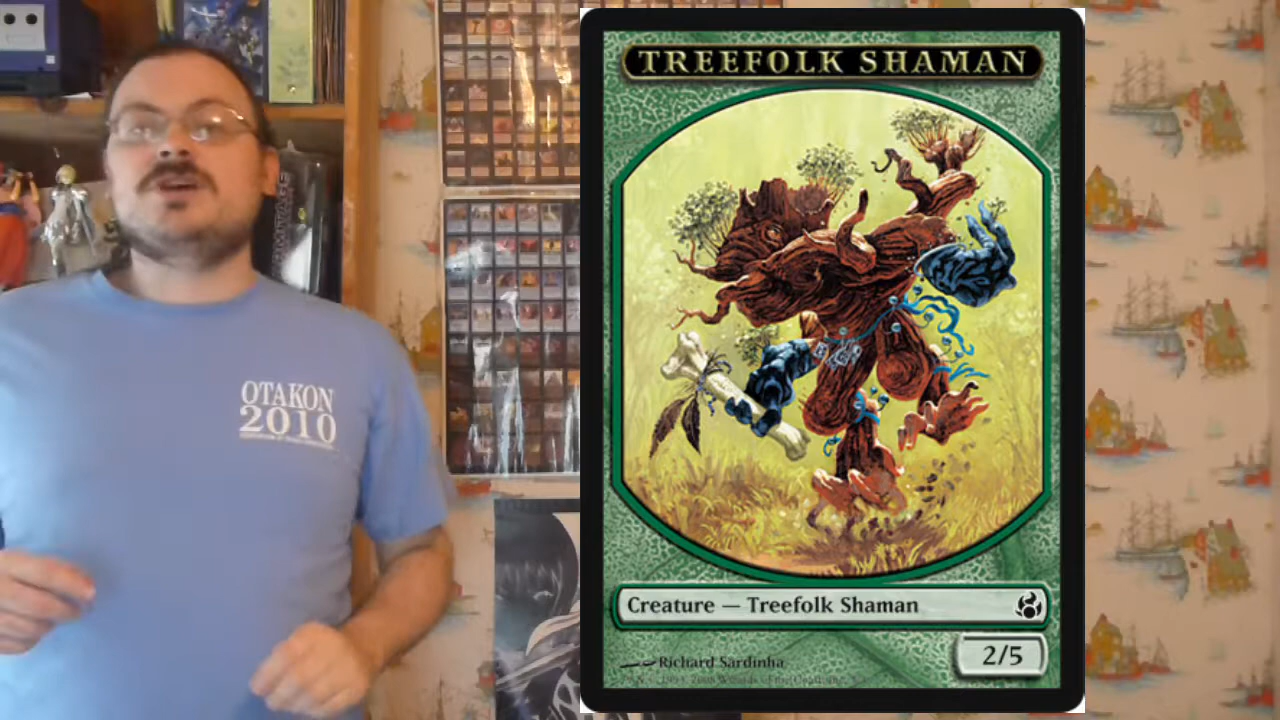 OTAKON
2010
TREEFOLK SHAMAN
Creature — Treefolk Shaman
2/5
Richard Sardinha